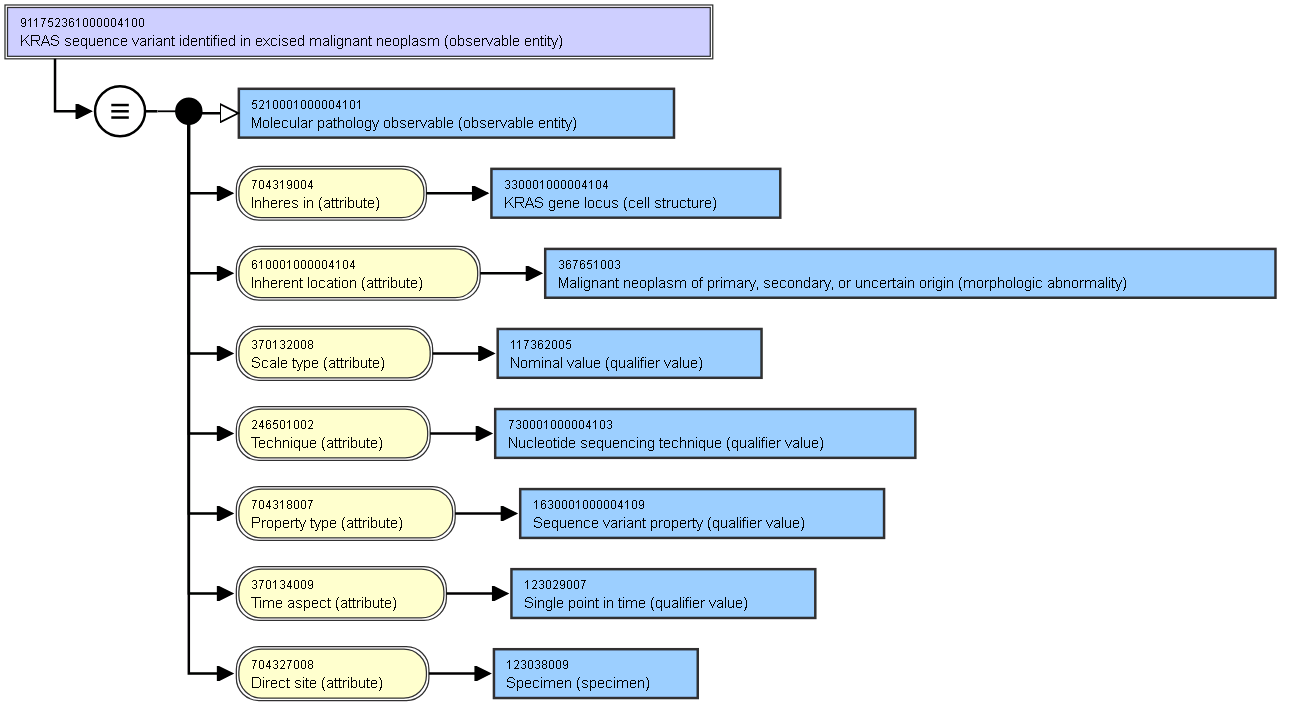 911752361000004100
KRAS sequence variant identified in excised malignant neoplasm (observable entity)
5210001000004101
Molecular pathology observable (observable entity)
704319004
Inheres in (attribute)
330001000004104
KRAS gene locus (cell structure)
610001000004104
Inherent location (attribute)
367651003
Malignant neoplasm of primary, secondary, or uncertain origin (morphologic abnormality)
370132008
Scale type (attribute)
117362005
Nominal value (qualifier value)
246501002
Technique (attribute)
730001000004103
Nucleotide sequencing technique (qualifier value)
704318007
Property type (attribute)
1630001000004109
Sequence variant property (qualifier value)
370134009
Time aspect (attribute)
123029007
Single point in time (qualifier value)
704327008
Direct site (attribute)
123038009
Specimen (specimen)